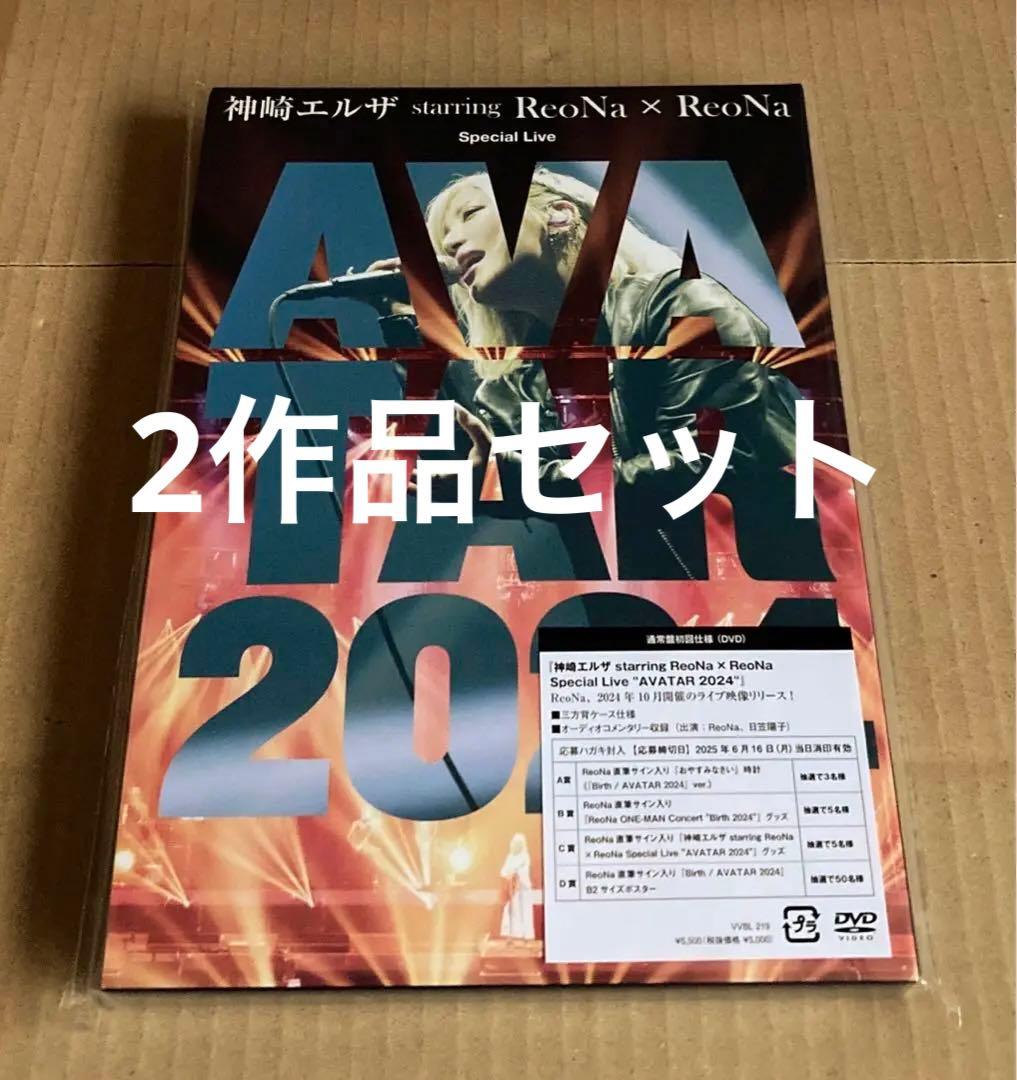 神崎エルザ starring ReoNa × ReoNa
Special Live
AVA
TAR
2024
2作品セット
通常盤初回仕様（DVD）
『神崎エルザ starring ReoNa × ReoNa
Special Live "AVATAR 2024"』
ReoNa、2024年10月開催のライブ映像リリース！
■三方背ケース仕様
■オーディオコメンタリー収録（出演：ReoNa、日笠陽子）
応募ハガキ封入 【応募締切日】2025年6月16日(月)当日消印有効
A賞 ReoNa直筆サイン入り『おやすみなさい』時計
（『Birth / AVATAR 2024』ver.） 抽選で3名様
B賞 ReoNa直筆サイン入り
『ReoNa ONE-MAN Concert "Birth 2024"』グッズ 抽選で5名様
C賞 ReoNa直筆サイン入り『神崎エルザ starring ReoNa
× ReoNa Special Live "AVATAR 2024"』グッズ 抽選で5名様
D賞 ReoNa直筆サイン入り『Birth / AVATAR 2024』
B2サイズポスター 抽選で50名様
VVBL 219
¥5,500(税抜価格 ¥5,000)
プラ
DVD
VIDEO